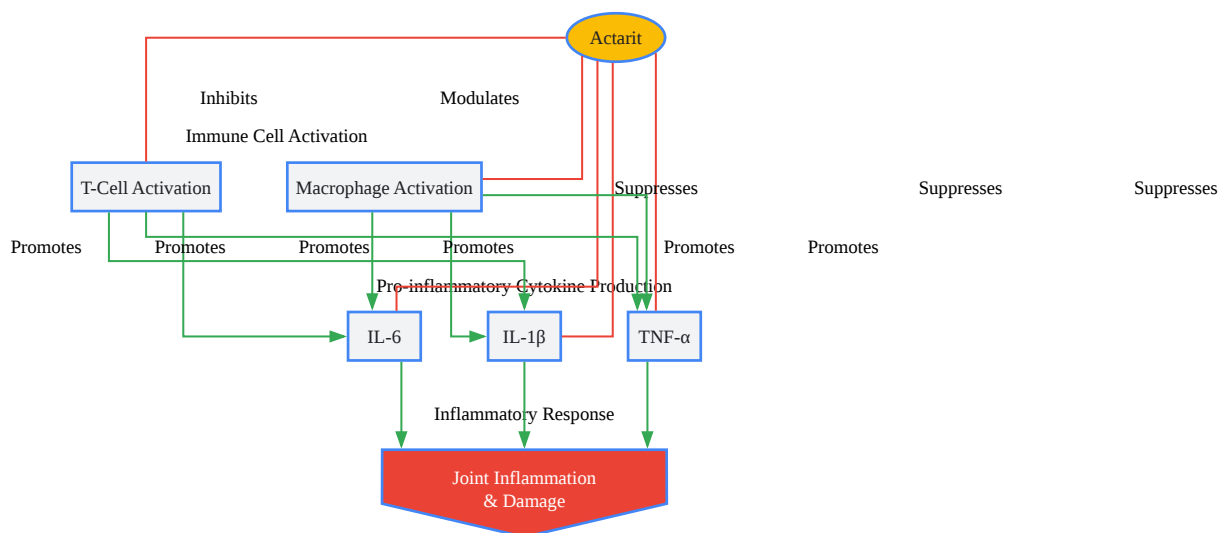 Actarit
Inhibits
Modulates
Immune Cell Activation
T-Cell Activation
Macrophage Activation
Suppresses
Suppresses
Suppresses
Promotes
Promotes
Promotes
Promotes
Promotes
Promotes
Pro-inflammatory Cytokine Production
IL-6
IL-1β
TNF-α
Inflammatory Response
Joint Inflammation
& Damage